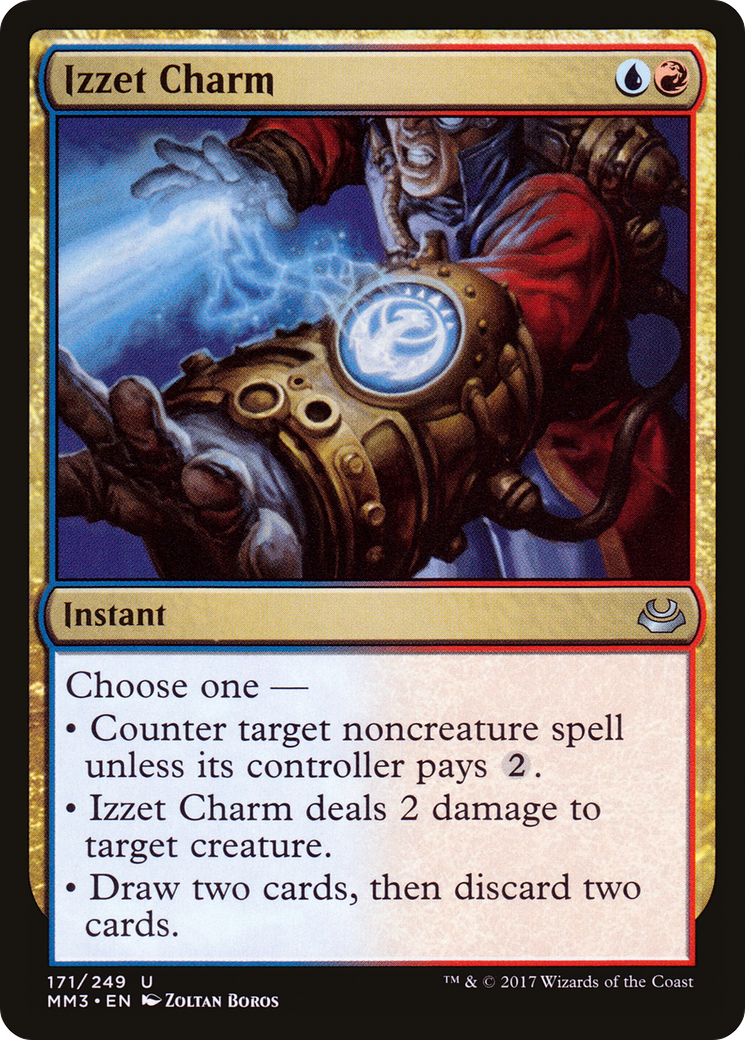 Izzet Charm
Instant
Choose one —
• Counter target noncreature spell
unless its controller pays 2.
• Izzet Charm deals 2 damage to
target creature.
• Draw two cards, then discard two
cards.
171/249 U
™ & © 2017 Wizards of the Coast
MM3 • EN Zoltan Boros